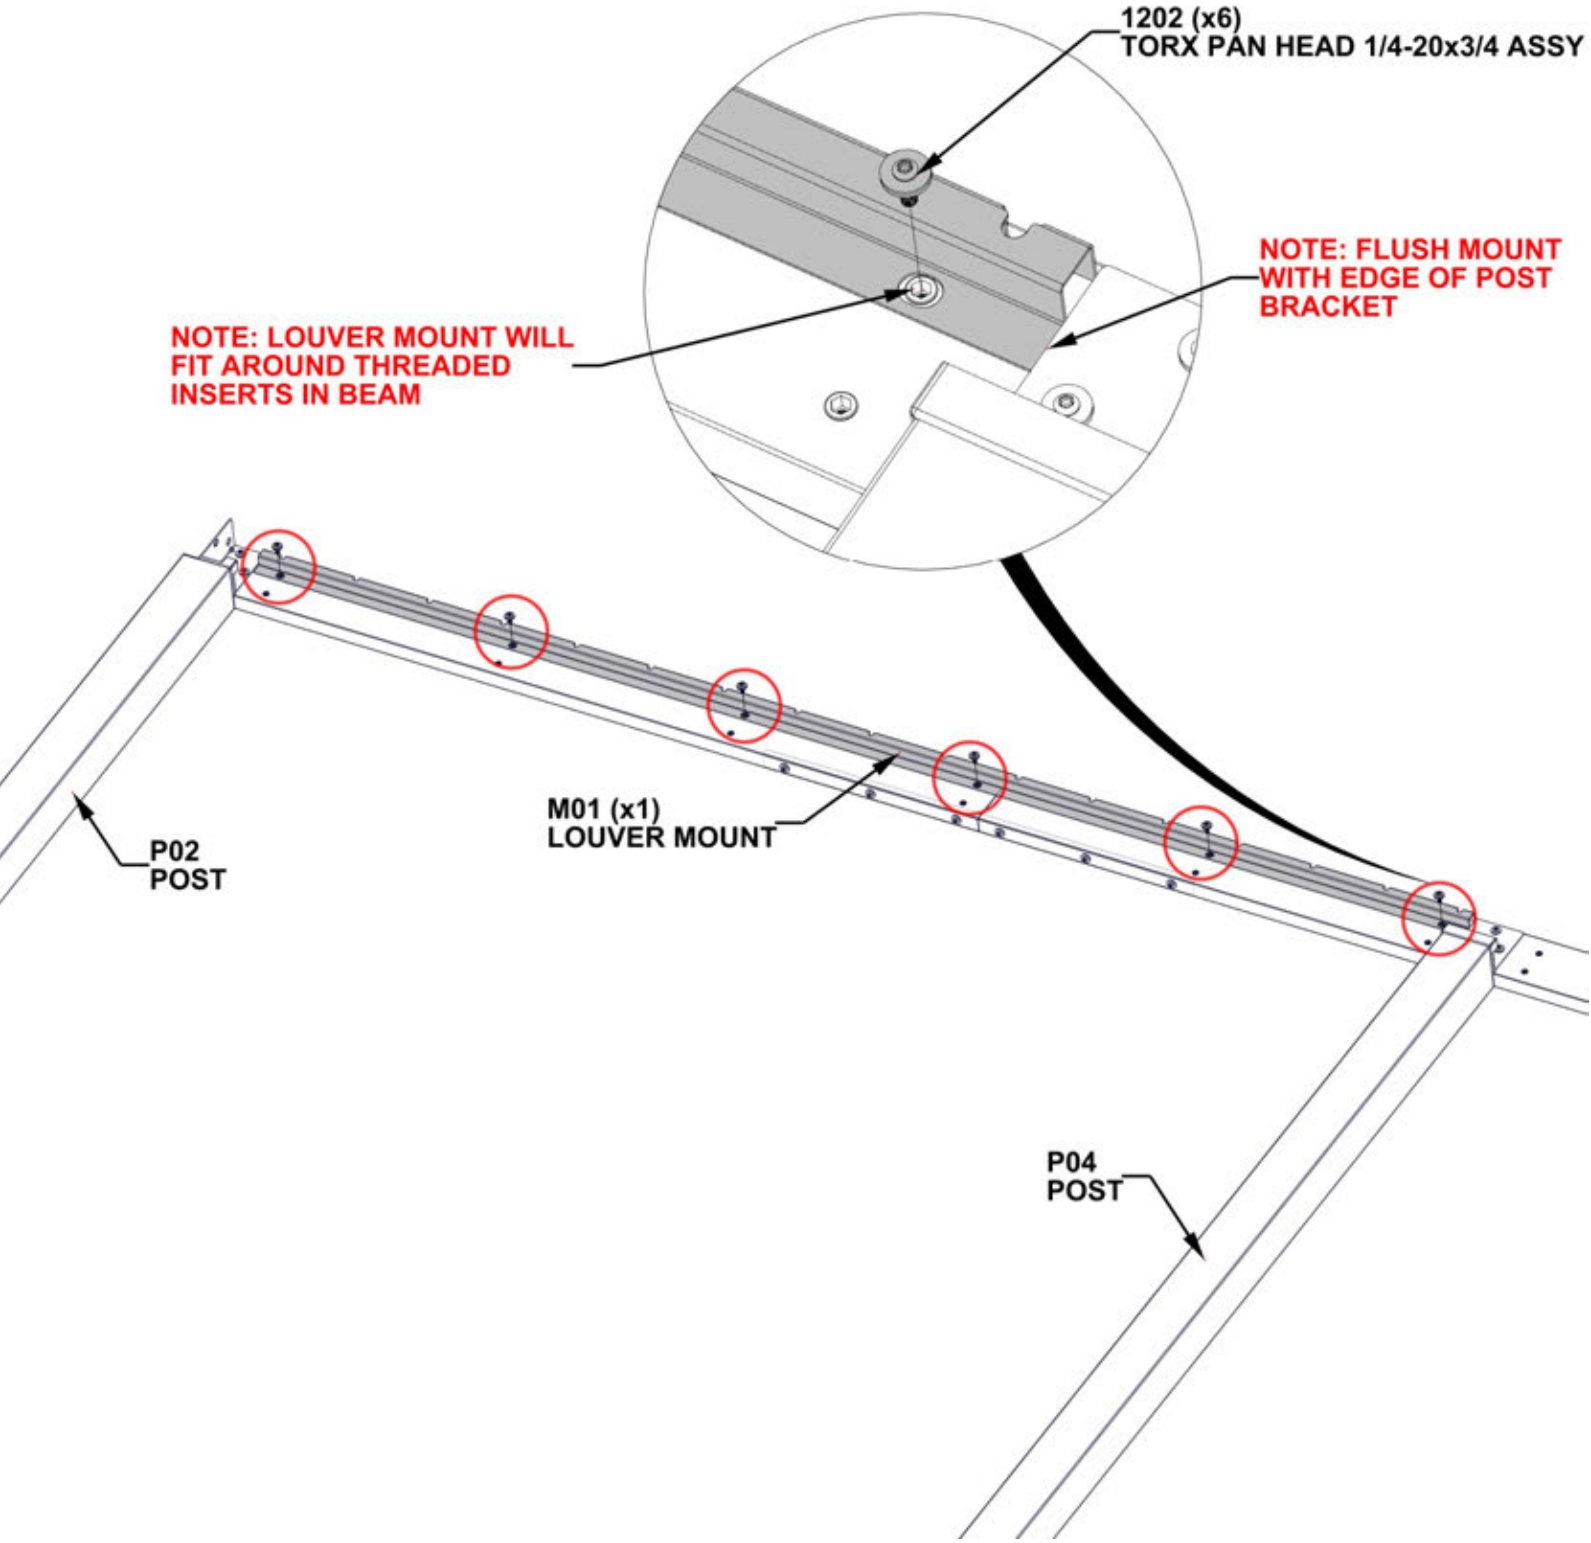 1202 (x6)
TORX PAN HEAD 1/4-20x3/4 ASSY
NOTE: FLUSH MOUNT
WITH EDGE OF POST
BRACKET
NOTE: LOUVER MOUNT WILL
FIT AROUND THREADED
INSERTS IN BEAM
M01 (x1)
LOUVER MOUNT
P02
POST
P04
POST